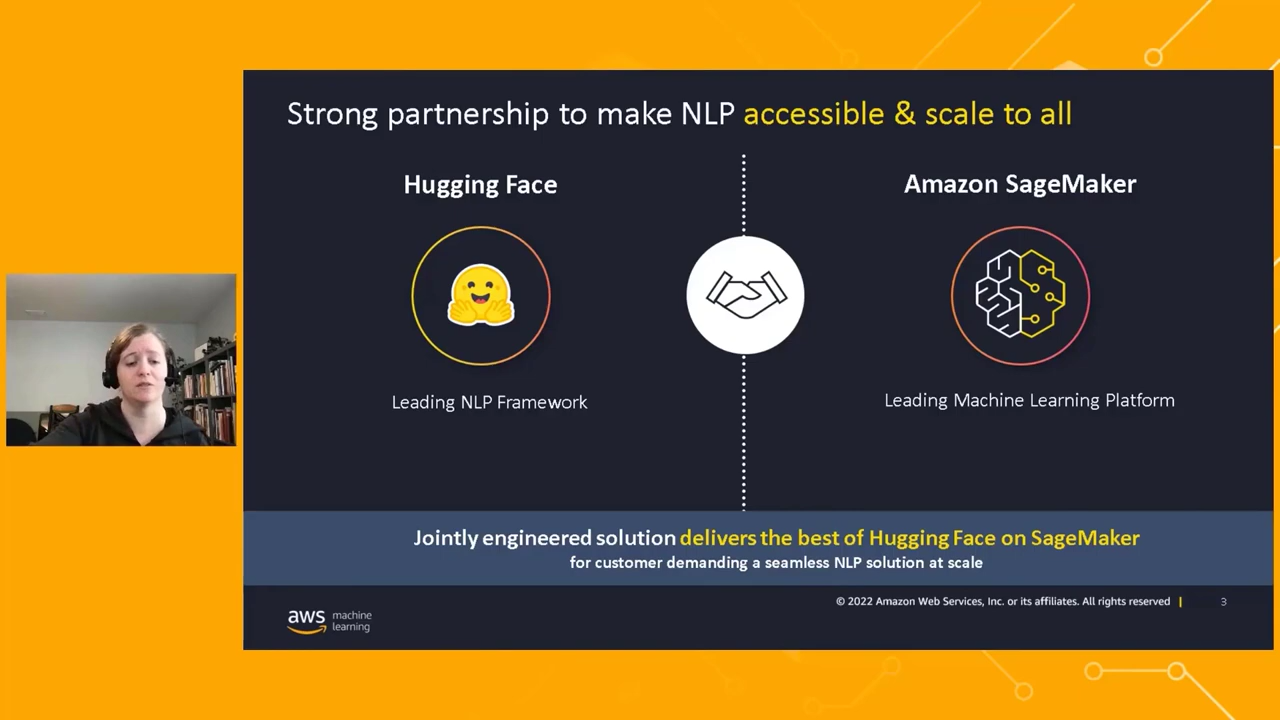 Strong partnership to make NLP accessible & scale to all
Hugging Face
Amazon SageMaker
Leading NLP Framework
Leading Machine Learning Platform
Jointly engineered solution delivers the best of Hugging Face on SageMaker
for customer demanding a seamless NLP solution at scale
© 2022 Amazon Web Services, Inc. or its affiliates. All rights reserved | 3
aws machine
learning